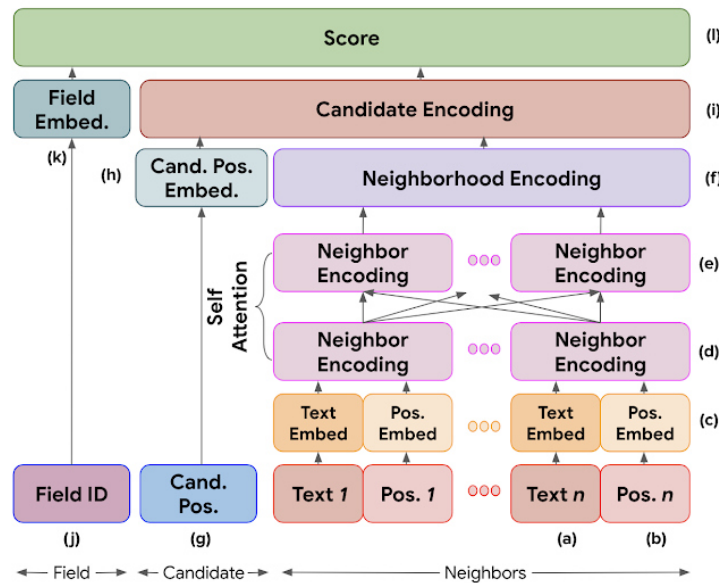 Score
(l)
Field
Embed.
Candidate Encoding
(i)
(k)
(h)
Cand. Pos.
Embed.
Neighborhood Encoding
(f)
Self
Attention
Neighbor
Encoding
Neighbor
Encoding
(e)
Neighbor
Encoding
Neighbor
Encoding
(d)
Text
Embed
Pos.
Embed
Text
Embed
Pos.
Embed
(c)
Field ID
Cand.
Pos.
Text 1
Pos. 1
Text n
Pos. n
(j)
(g)
(a)
(b)
Field
Candidate
Neighbors